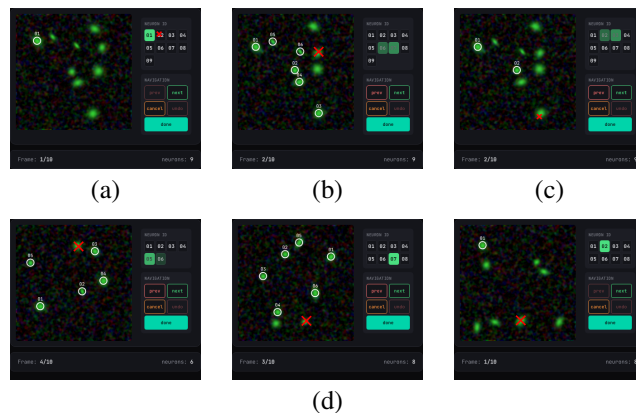 01
NEURON ID
01 02 03 04
05 06 07 08
09
NAVIGATION
prev next
cancel undo
done
Frame: 1/10 neurons: 9
(a)
01 05 06
02
03
NEURON ID
01 02 03 04
05
09
NAVIGATION
prev next
cancel undo
done
Frame: 2/10 neurons: 9
(b)
01
02
NEURON ID
01 04
05 06 07 08
09
NAVIGATION
prev next
cancel undo
done
Frame: 2/10 neurons: 9
(c)
03
05
04
02
01
NEURON ID
01 02 03 04
05 06
NAVIGATION
prev next
cancel undo
done
Frame: 4/10 neurons: 6
05
02 01
03
06
04
NEURON ID
01 02 03 04
05 06 07 08
NAVIGATION
prev next
cancel undo
done
Frame: 3/10 neurons: 8
(d)
01
NEURON ID
01 02 03 04
05 06 07 08
NAVIGATION
prev next
cancel undo
done
Frame: 1/10 neurons: 8